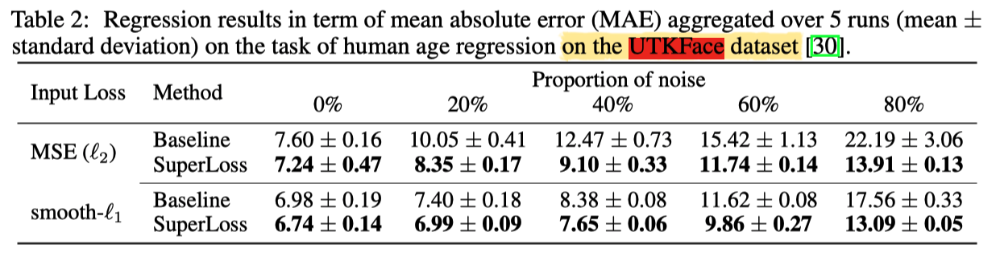 Table 2: Regression results in term of mean absolute error (MAE) aggregated over 5 runs (mean ±
standard deviation) on the task of human age regression on the UTKFace dataset [30].
Input Loss Method Proportion of noise
0% 20% 40% 60% 80%
MSE (ℓ2) Baseline 7.60 ± 0.16 10.05 ± 0.41 12.47 ± 0.73 15.42 ± 1.13 22.19 ± 3.06
SuperLoss 7.24 ± 0.47 8.35 ± 0.17 9.10 ± 0.33 11.74 ± 0.14 13.91 ± 0.13
smooth-ℓ1 Baseline 6.98 ± 0.19 7.40 ± 0.18 8.38 ± 0.08 11.62 ± 0.08 17.56 ± 0.33
SuperLoss 6.74 ± 0.14 6.99 ± 0.09 7.65 ± 0.06 9.86 ± 0.27 13.09 ± 0.05